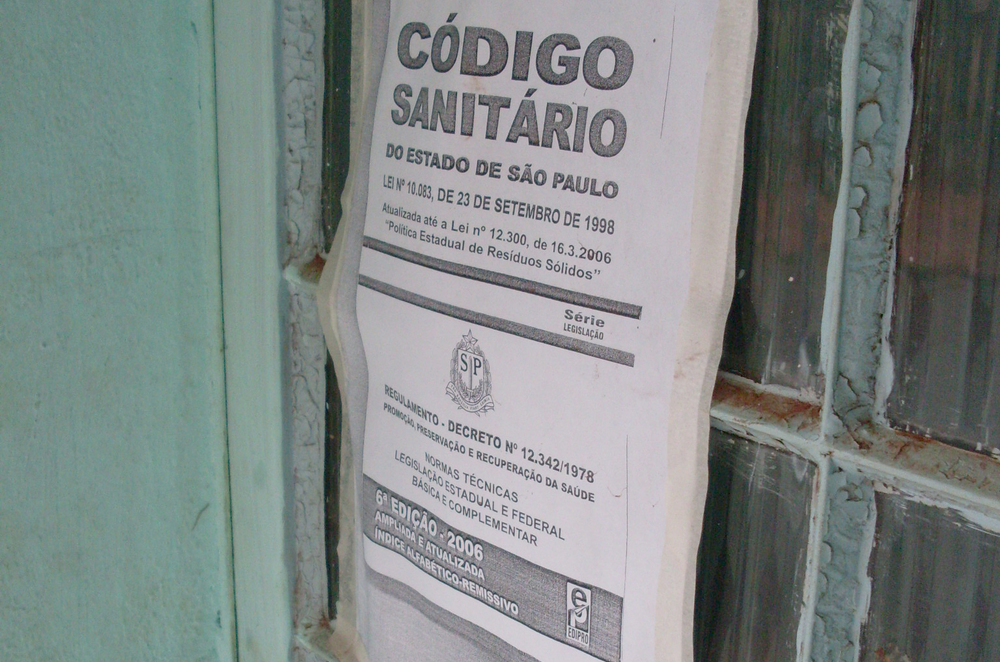 CÓDIGO
SANITÁRIO
DO ESTADO DE SÃO PAULO
LEI Nº 10.083, DE 23 DE SETEMBRO DE 1998
Atualizada até a Lei nº 12.300, de 16.3.2006
“Política Estadual de Resíduos Sólidos”
Série
LEGISLAÇÃO
SP
REGULAMENTO - DECRETO Nº 12.342/1978
PROMOÇÃO, PRESERVAÇÃO E RECUPERAÇÃO DA SAÚDE
NORMAS TÉCNICAS
LEGISLAÇÃO ESTADUAL E FEDERAL
BÁSICA E COMPLEMENTAR
6ª EDIÇÃO - 2006
AMPLIADA E ATUALIZADA
ÍNDICE ALFABÉTICO-REMISSIVO
ep
EDIPRO